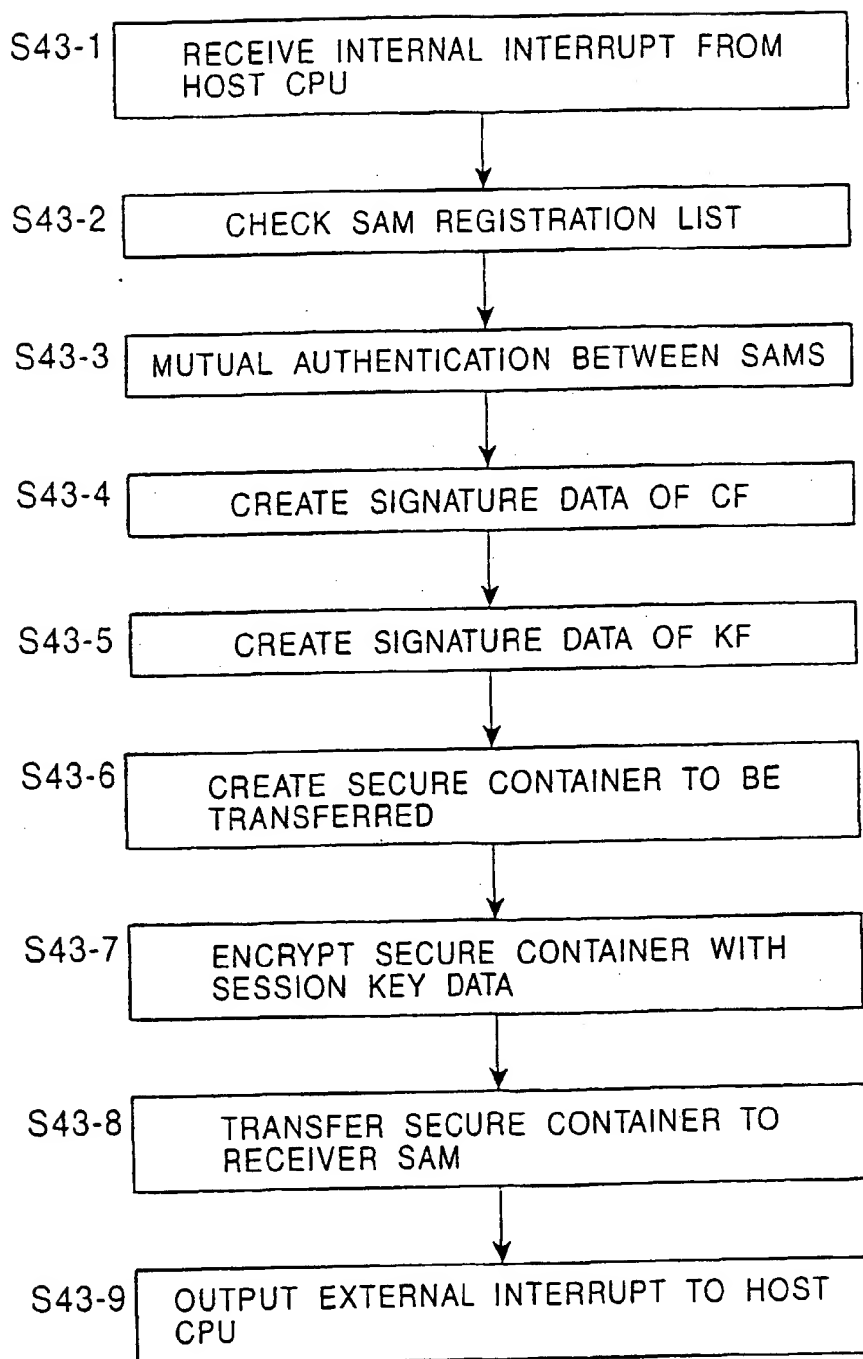 S43-1
RECEIVE INTERNAL INTERRUPT FROM
HOST CPU
S43-2
CHECK SAM REGISTRATION LIST
S43-3
MUTUAL AUTHENTICATION BETWEEN SAMS
S43-4
CREATE SIGNATURE DATA OF CF
S43-5
CREATE SIGNATURE DATA OF KF
S43-6
CREATE SECURE CONTAINER TO BE
TRANSFERRED
S43-7
ENCRYPT SECURE CONTAINER WITH
SESSION KEY DATA
S43-8
TRANSFER SECURE CONTAINER TO
RECEIVER SAM
S43-9
OUTPUT EXTERNAL INTERRUPT TO HOST
CPU